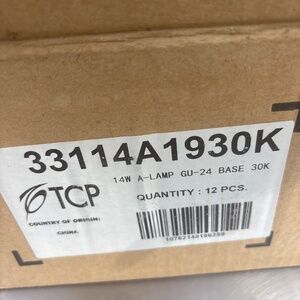 33114A1930K
14W A-LAMP GU-24 BASE 30K
TCP
QUANTITY : 12 PCS.
COUNTRY OF ORIGIN:
CHINA